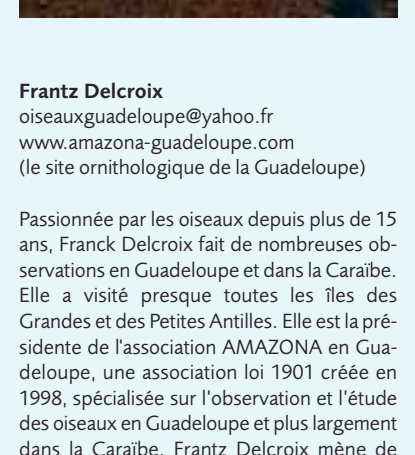 Frantz Delcroix
oiseauxguadeloupe@yahoo.fr
www.amazona-guadeloupe.com
(le site ornithologique de la Guadeloupe)
Passionnée par les oiseaux depuis plus de 15
ans, Franck Delcroix fait de nombreuses ob-
servations en Guadeloupe et dans la Caraïbe.
Elle a visité presque toutes les îles des
Grandes et des Petites Antilles. Elle est la pré-
sidente de l'association AMAZONA en Gua-
deloupe, une association loi 1901 créée en
1998, spécialisée sur l'observation et l'étude
des oiseaux en Guadeloupe et plus largement
dans la Caraïbe. Frantz Delcroix mène de